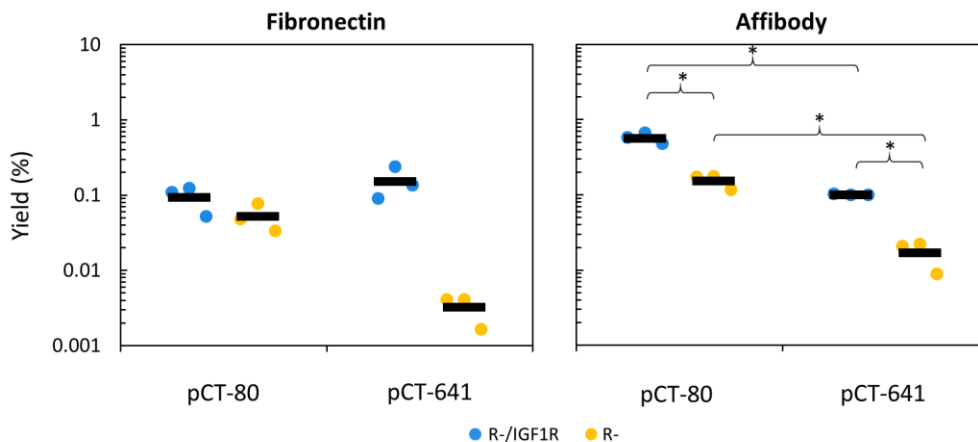 Fibronectin
Affibody
Yield (%)
10
1
0.1
0.01
0.001
*
*
*
*
pCT-80
pCT-641
pCT-80
pCT-641
R-/IGF1R
R-